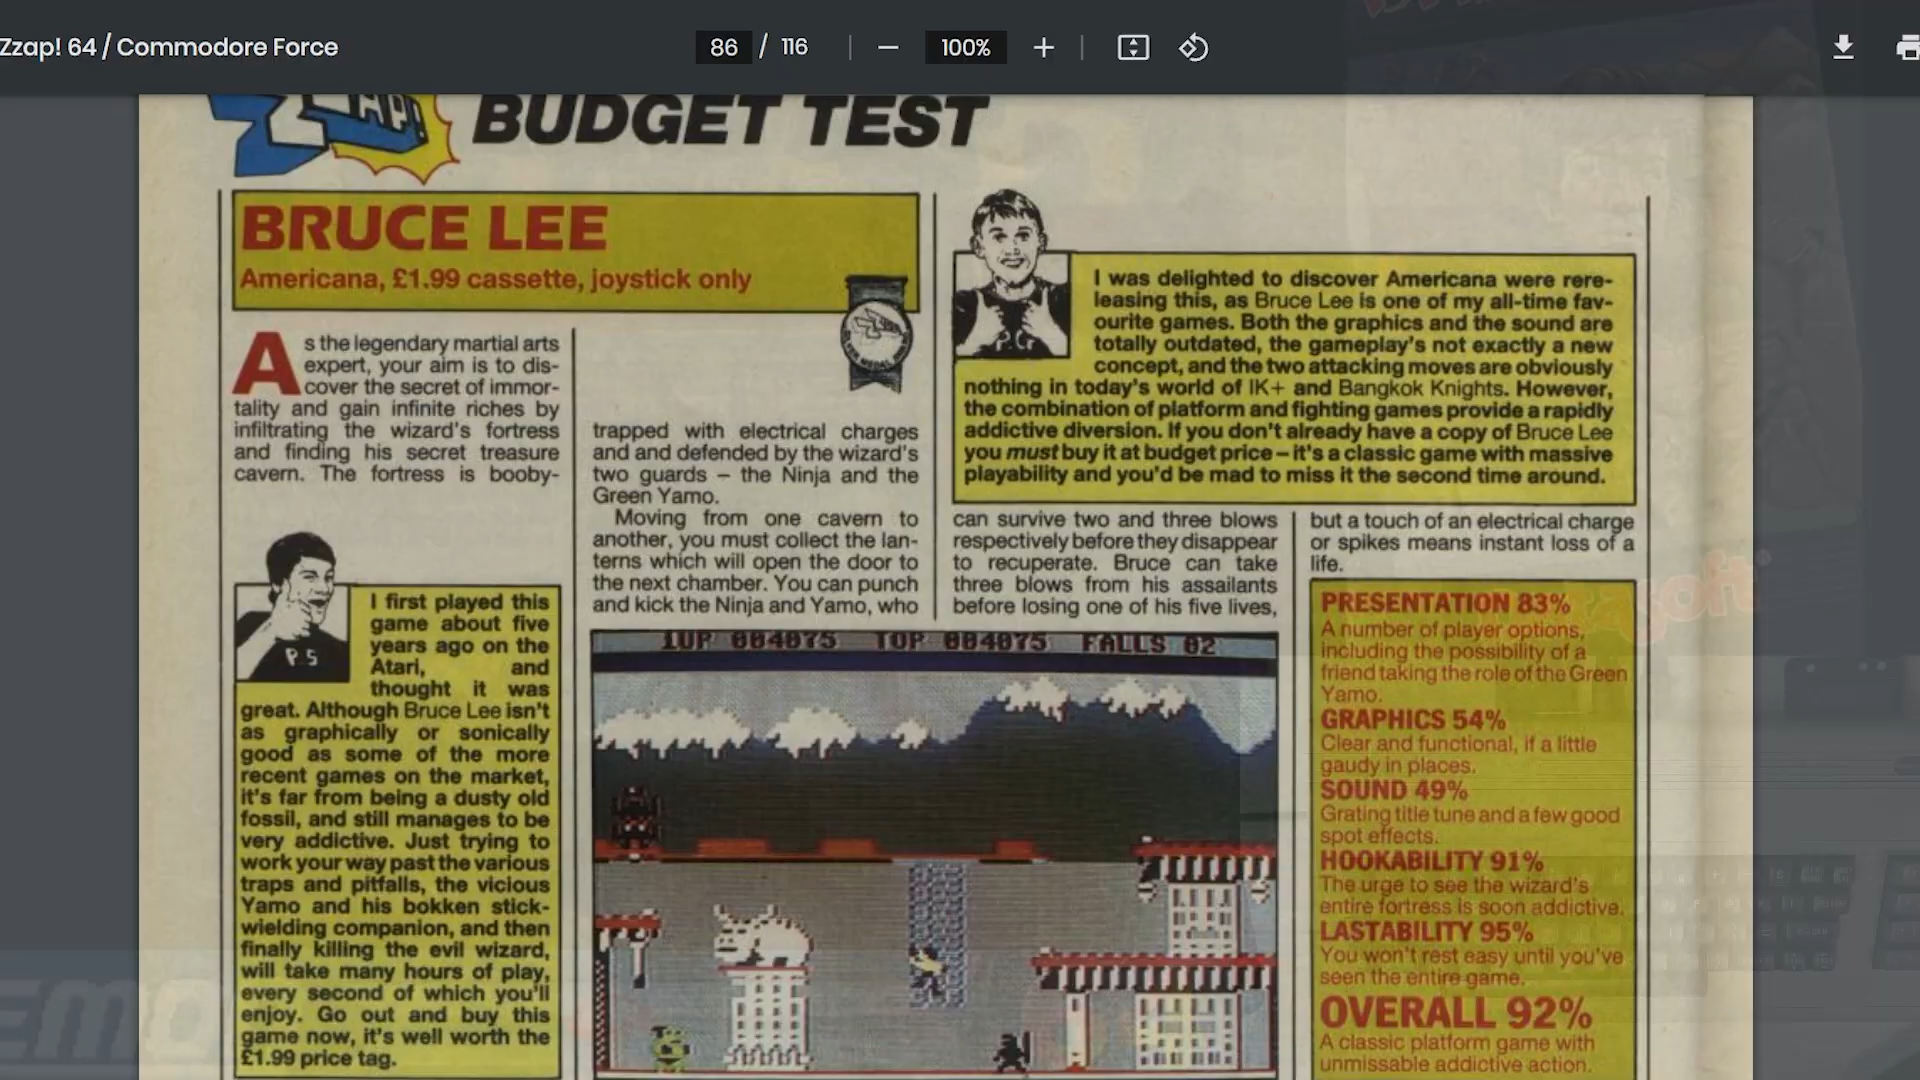 Zzap! 64 / Commodore Force
86 / 116
100%
BUDGET TEST
BRUCE LEE
Americana, £1.99 cassette, joystick only
As the legendary martial arts
expert, your aim is to dis-
cover the secret of immor-
tality and gain infinite riches by
infiltrating the wizard's fortress
and finding his secret treasure
cavern. The fortress is booby-
trapped with electrical charges
and and defended by the wizard's
two guards – the Ninja and the
Green Yamo.
Moving from one cavern to
another, you must collect the lan-
terns which will open the door to
the next chamber. You can punch
and kick the Ninja and Yamo, who
can survive two and three blows
respectively before they disappear
to recuperate. Bruce can take
three blows from his assailants
before losing one of his five lives,
but a touch of an electrical charge
or spikes means instant loss of a
life.
P.S
I first played this
game about five
years ago on the
Atari, and
thought it was
great. Although Bruce Lee isn't
as graphically or sonically
good as some of the more
recent games on the market,
it's far from being a dusty old
fossil, and still manages to be
very addictive. Just trying to
work your way past the various
traps and pitfalls, the vicious
Yamo and his bokken stick-
wielding companion, and then
finally killing the evil wizard,
will take many hours of play,
every second of which you'll
enjoy. Go out and buy this
game now, it's well worth the
£1.99 price tag.
P.G
I was delighted to discover Americana were rere-
leasing this, as Bruce Lee is one of my all-time fav-
ourite games. Both the graphics and the sound are
totally outdated, the gameplay's not exactly a new
concept, and the two attacking moves are obviously
nothing in today's world of IK+ and Bangkok Knights. However,
the combination of platform and fighting games provide a rapidly
addictive diversion. If you don't already have a copy of Bruce Lee
you must buy it at budget price – it's a classic game with massive
playability and you'd be mad to miss it the second time around.
1UP 004075 TOP 004075 FALLS 02
PRESENTATION 83%
A number of player options,
including the possibility of a
friend taking the role of the Green
Yamo.
GRAPHICS 54%
Clear and functional, if a little
gaudy in places.
SOUND 49%
Grating title tune and a few good
spot effects.
HOOKABILITY 91%
The urge to see the wizard's
entire fortress is soon addictive.
LASTABILITY 95%
You won't rest easy until you've
seen the entire game.
OVERALL 92%
A classic platform game with
unmissable addictive action.